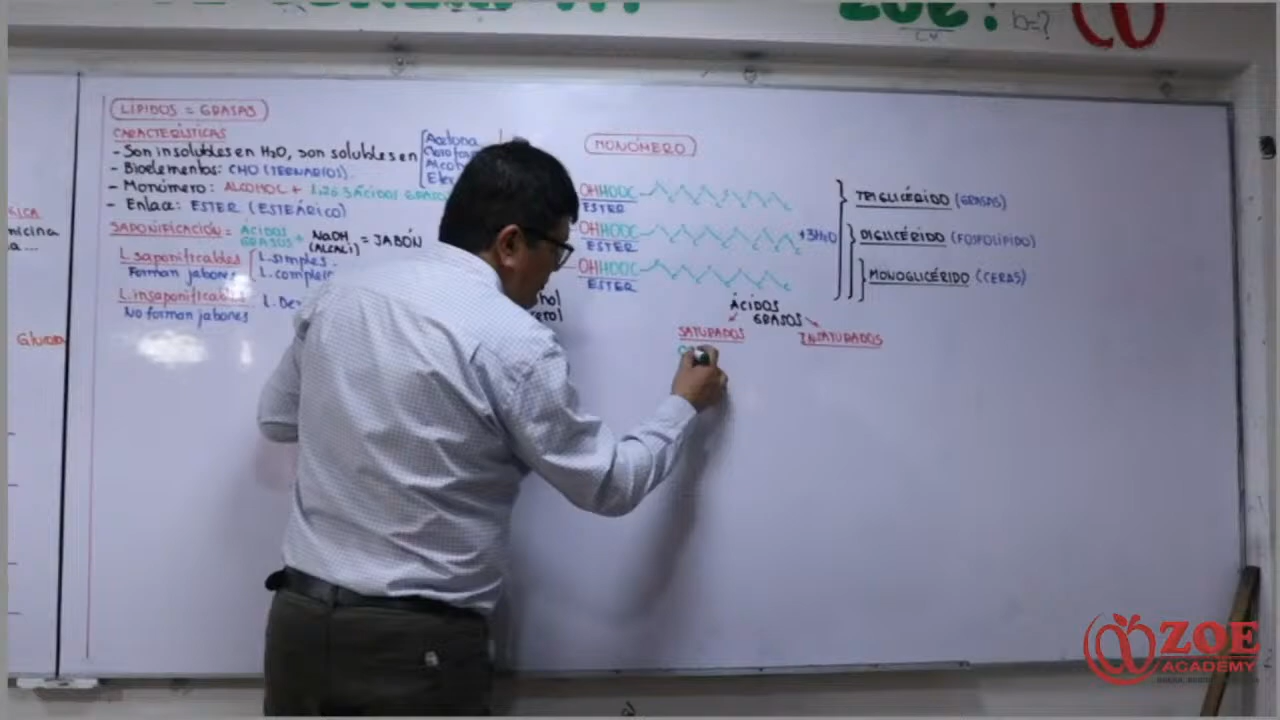 ZOE:
b=?
LÍPIDOS = GRASAS
CARACTERÍSTICAS
- Son insolubles en H2O, son solubles en
Acetona
- Bioelementos: CHO (TERNARIOS).
- Monómero: ALCOHOL + 1,2 ó 3 ÁCIDOS GRASOS
- Enlace: ESTER (ESTEÁRICO)
SAPONIFICACIÓN = ÁCIDOS GRASOS + NaOH (ALCALI) = JABÓN
L. saponificables
Forman jabones
L. simples.
L. insaponificables
No forman jabones
MONÓMERO
OHHOOC
ESTER
OHHOOC
ESTER
OHHOOC
ESTER
+3H2O
TRIGLICÉRIDO (GRASAS)
DIGLICÉRIDO (FOSFOLÍPIDO)
MONOGLICÉRIDO (CERAS)
ÁCIDOS
GRASOS
SATURADOS
INSATURADOS
ZOE
ACADEMY